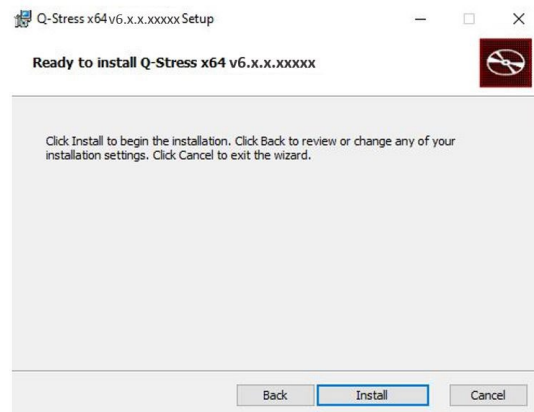 Q-Stress x64 v6.x.x.xxxxx Setup
Ready to install Q-Stress x64 v6.x.x.xxxxx
Click Install to begin the installation. Click Back to review or change any of your
installation settings. Click Cancel to exit the wizard.
Back Install Cancel